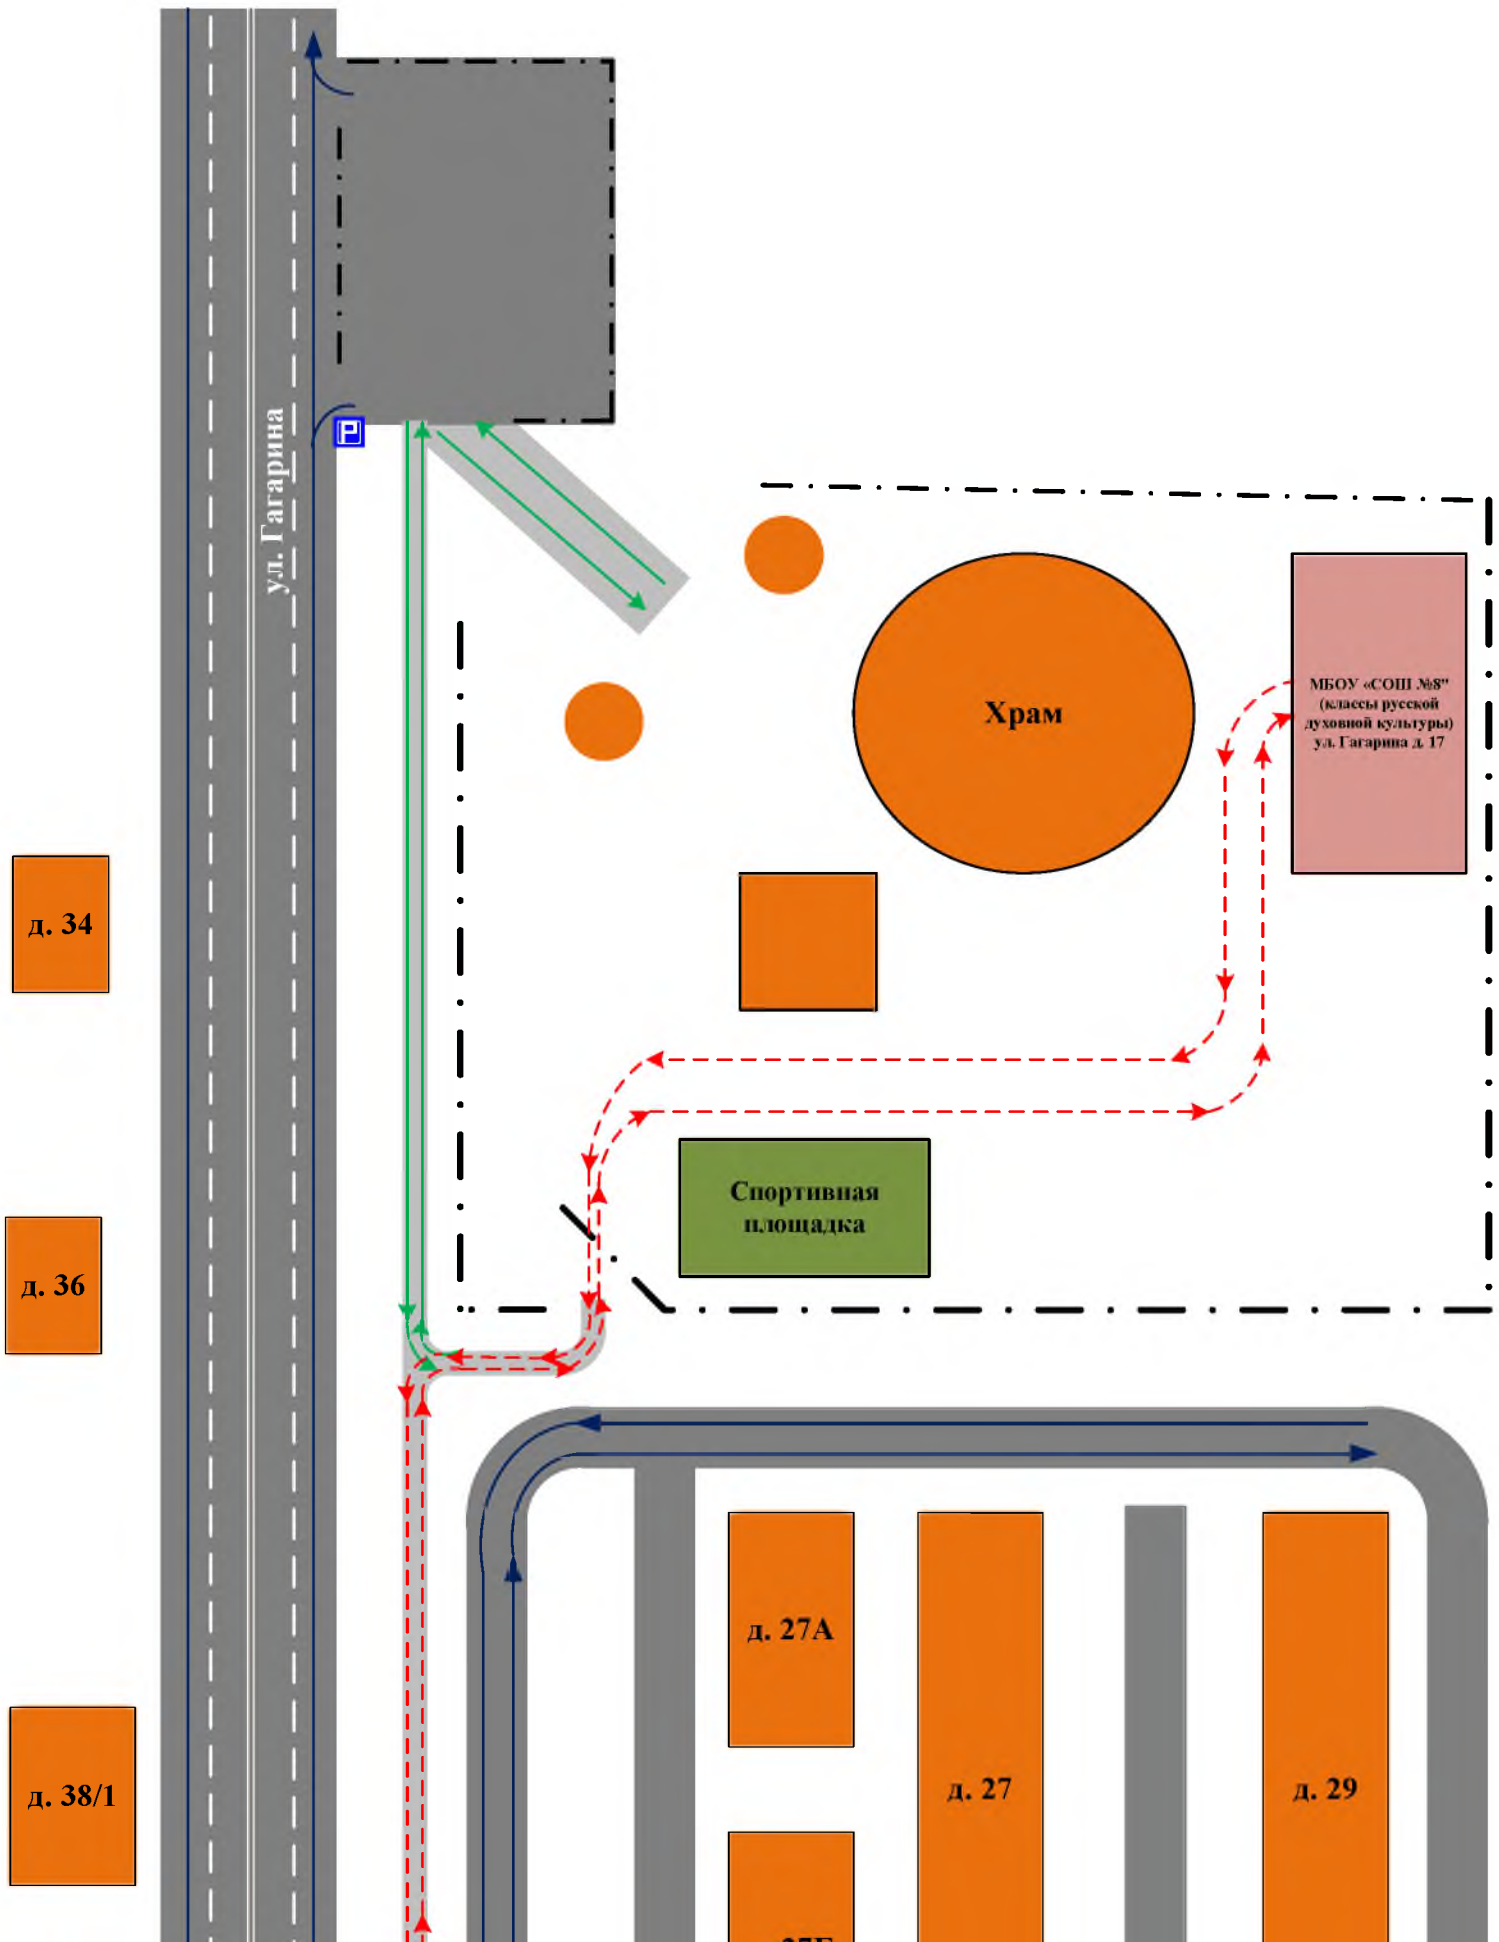 P
ул. Гагарина
Храм
МБОУ «СОШ №8"
(классы русской
духовной культуры)
ул. Гагарина д. 17
д. 34
Спортивная
площадка
д. 36
д. 27А
д. 27
д. 29
д. 38/1